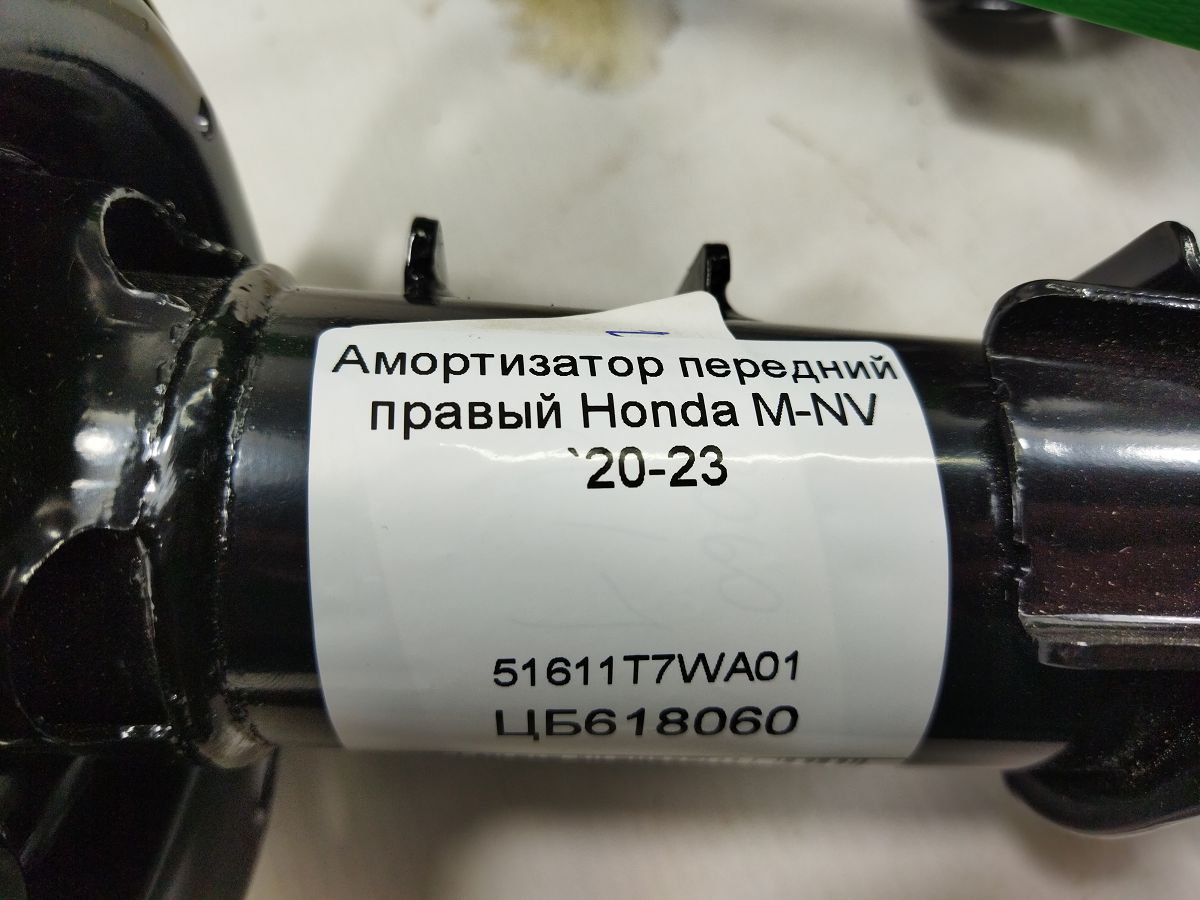 Амортизатор передний
правый Honda M-NV
`20-23
51611T7WA01
ЦБ618060